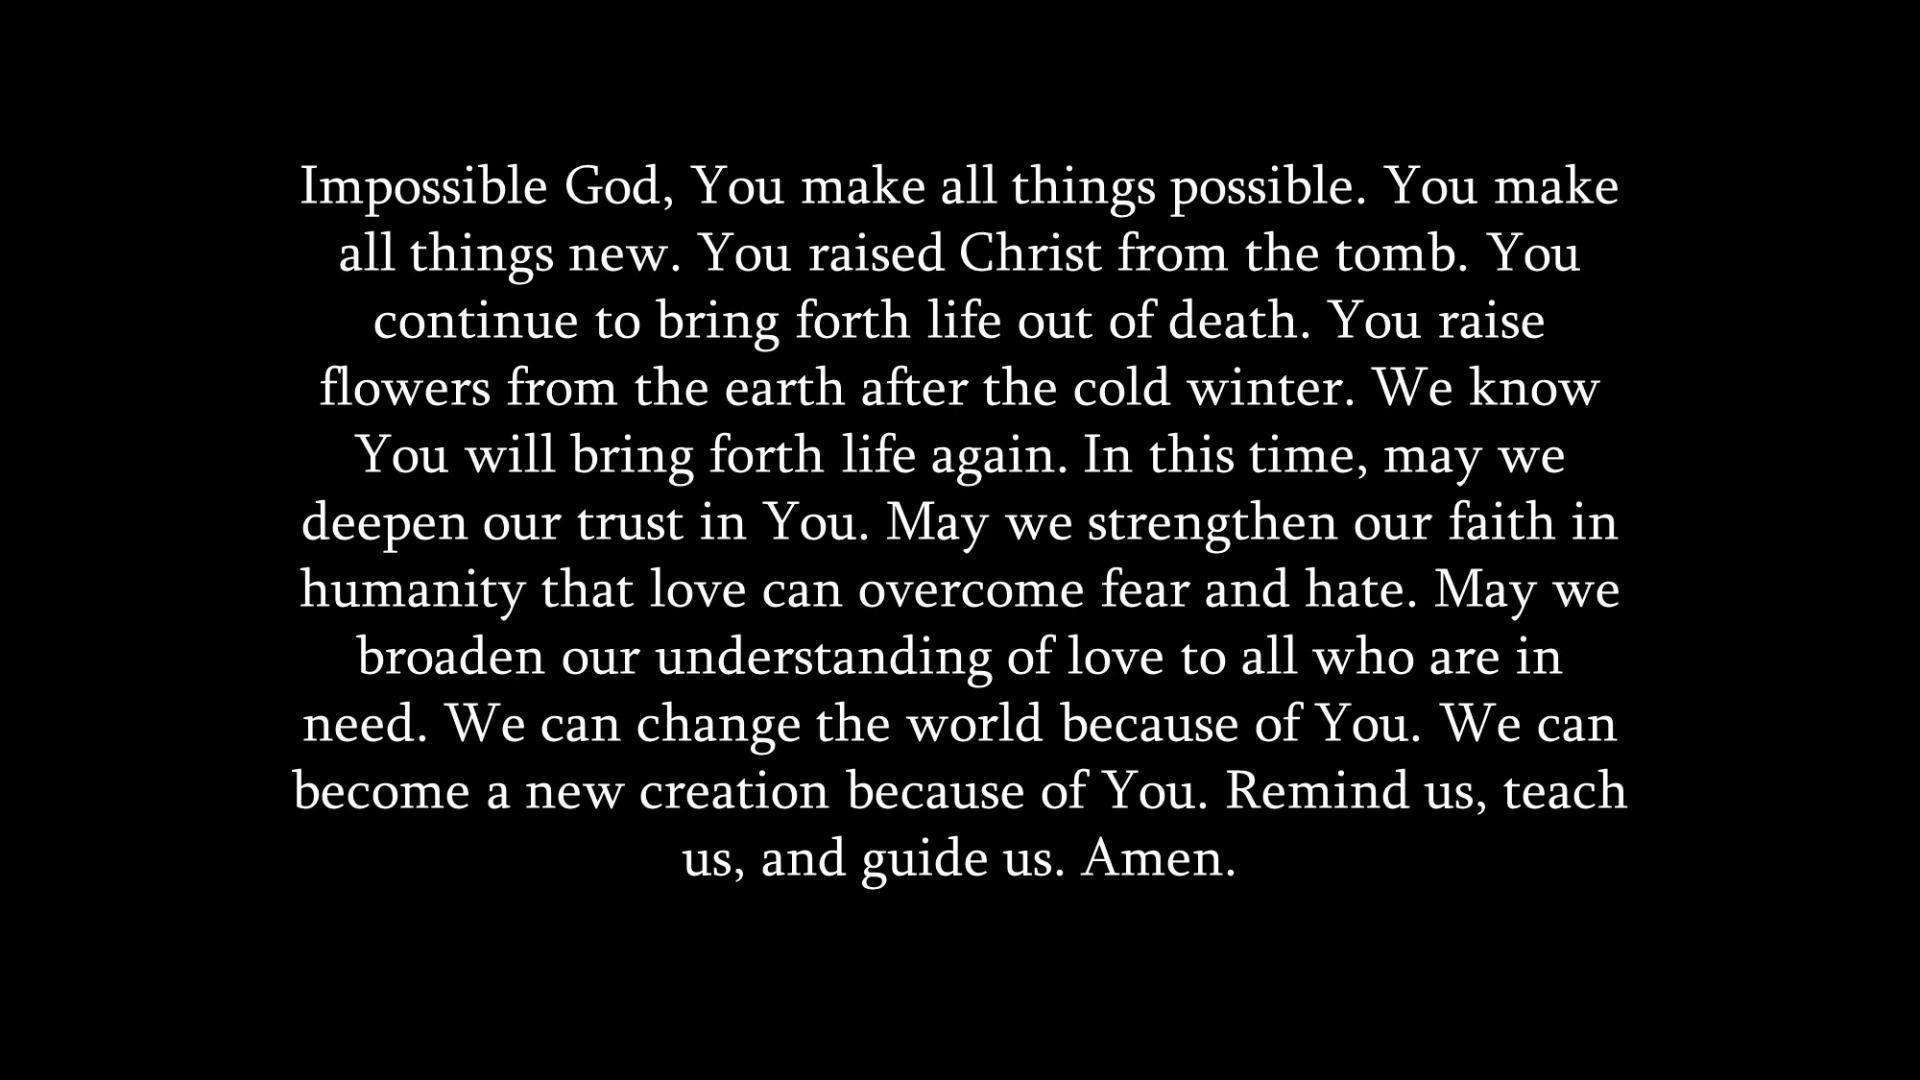 Impossible God, You make all things possible. You make
all things new. You raised Christ from the tomb. You
continue to bring forth life out of death. You raise
flowers from the earth after the cold winter. We know
You will bring forth life again. In this time, may we
deepen our trust in You. May we strengthen our faith in
humanity that love can overcome fear and hate. May we
broaden our understanding of love to all who are in
need. We can change the world because of You. We can
become a new creation because of You. Remind us, teach
us, and guide us. Amen.